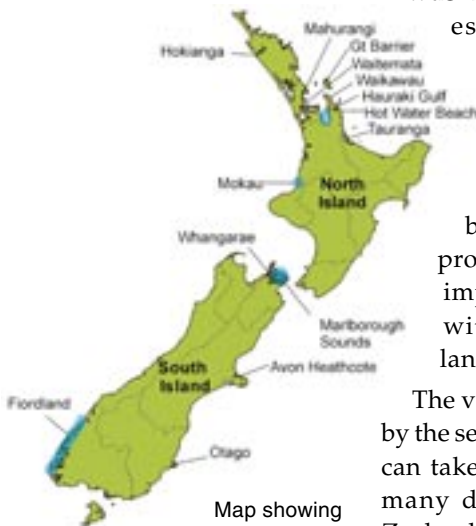 es
Mahurangi
Gt Barrier
Hokianga
Waitemata
Waikawau
Hauraki Gulf
Hot Water Beach
Tauranga
Mokau
North
Island
Whangarae
Marlborough
Sounds
South
Island
Avon Heathcote
Fiordland
Otago
Map showing
b
pro
imp
wi
lan
The v
by the se
can take
many d